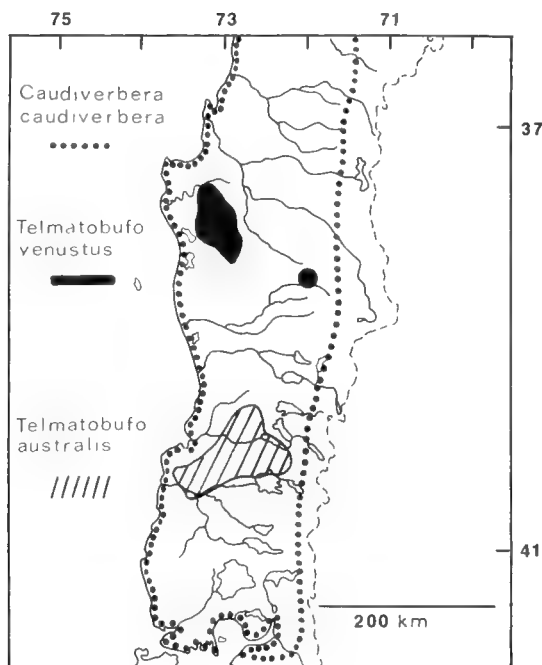 75 73 71
Caudiverbera
caudiverbera
37
Telmatobufo
venustus
Telmatobufo
australis
41
200 km